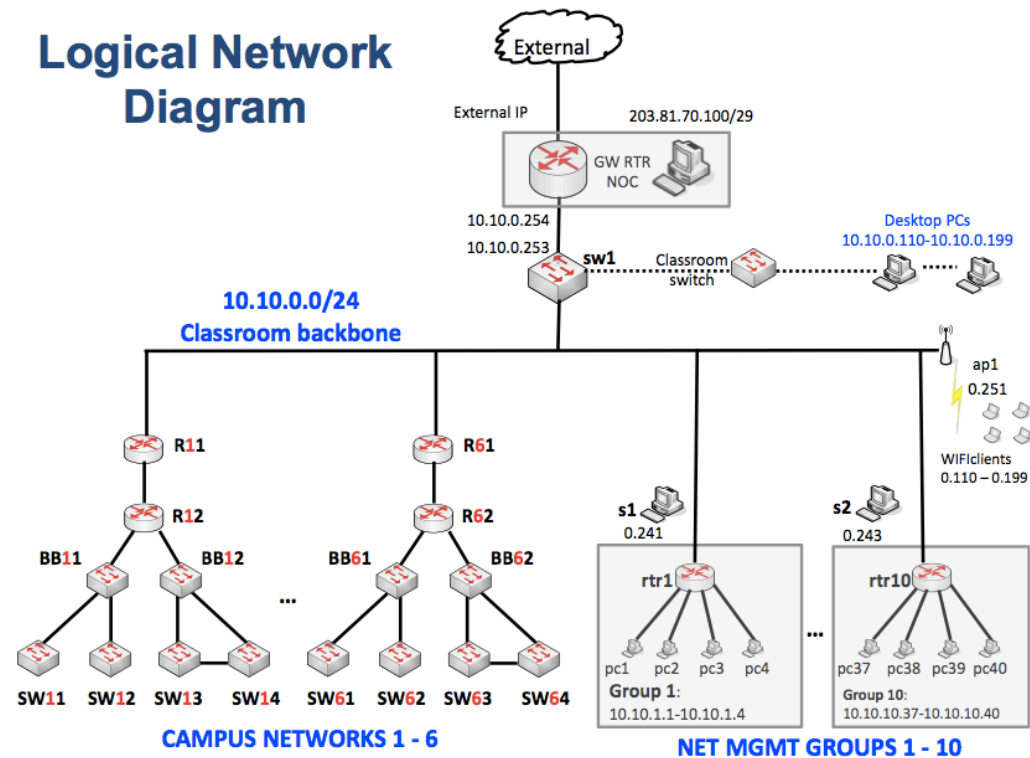 Logical Network
Diagram
External
External IP
203.81.70.100/29
GW RTR
NOC
10.10.0.254
10.10.0.253
sw1
Classroom
switch
Desktop PCs
10.10.0.110-10.10.0.199
10.10.0.0/24
Classroom backbone
ap1
0.251
WIFIclients
0.110 – 0.199
R11
R61
R12
R62
s1
0.241
s2
0.243
BB11
BB12
BB61
BB62
...
rtr1
rtr10
...
pc1
pc2
pc3
pc4
pc37
pc38
pc39
pc40
SW11
SW12
SW13
SW14
SW61
SW62
SW63
SW64
Group 1:
10.10.1.1-10.10.1.4
Group 10:
10.10.10.37-10.10.10.40
CAMPUS NETWORKS 1 - 6
NET MGMT GROUPS 1 - 10